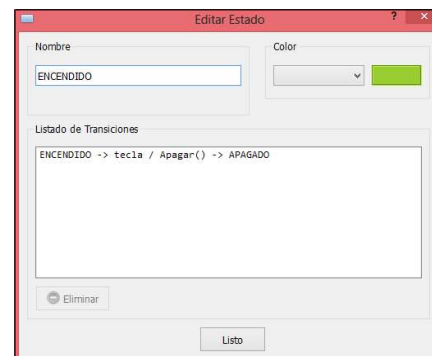 Editar Estado
?
×
Nombre
Color
ENCENDIDO
Listado de Transiciones
ENCENDIDO -> tecla / Apagar() -> APAGADO
Eliminar
Listo